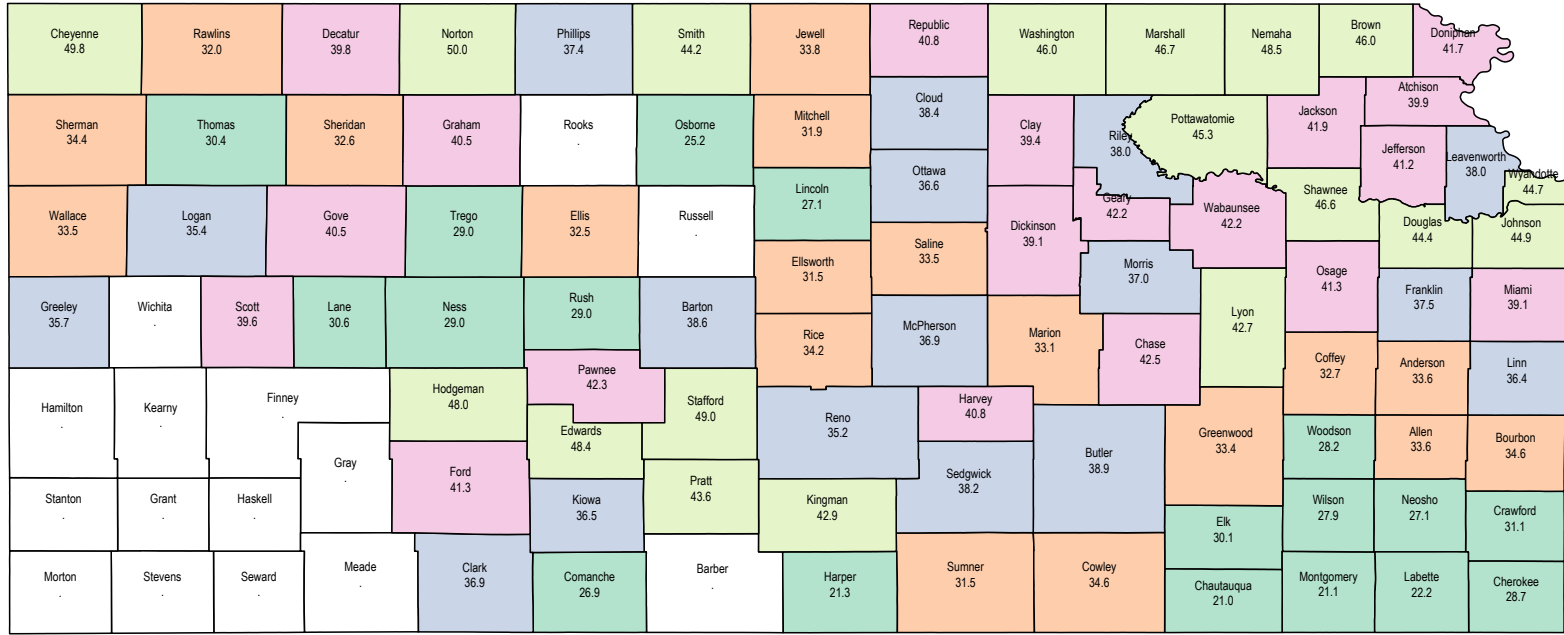 Cheyenne
49.8
Rawlins
32.0
Decatur
39.8
Norton
50.0
Phillips
37.4
Smith
44.2
Jewell
33.8
Republic
40.8
Washington
46.0
Marshall
46.7
Nemaha
48.5
Brown
46.0
Doniphan
41.7
Sherman
34.4
Thomas
30.4
Sheridan
32.6
Graham
40.5
Rooks
.
Osborne
25.2
Mitchell
31.9
Cloud
38.4
Clay
39.4
Riley
38.0
Pottawatomie
45.3
Jackson
41.9
Atchison
39.9
Jefferson
41.2
Leavenworth
38.0
Wyandotte
44.7
Wallace
33.5
Logan
35.4
Gove
40.5
Trego
29.0
Ellis
32.5
Russell
.
Lincoln
27.1
Ottawa
36.6
Dickinson
39.1
Geary
42.2
Wabaunsee
42.2
Shawnee
46.6
Douglas
44.4
Johnson
44.9
Ellsworth
31.5
Saline
33.5
Morris
37.0
Osage
41.3
Franklin
37.5
Miami
39.1
Greeley
35.7
Wichita
.
Scott
39.6
Lane
30.6
Ness
29.0
Rush
29.0
Barton
38.6
Rice
34.2
McPherson
36.9
Marion
33.1
Chase
42.5
Lyon
42.7
Coffey
32.7
Anderson
33.6
Linn
36.4
Hamilton
.
Kearny
.
Finney
.
Hodgeman
48.0
Pawnee
42.3
Stafford
49.0
Edwards
48.4
Reno
35.2
Harvey
40.8
Butler
38.9
Greenwood
33.4
Woodson
28.2
Allen
33.6
Bourbon
34.6
Gray
.
Ford
41.3
Kiowa
36.5
Pratt
43.6
Kingman
42.9
Sedgwick
38.2
Stanton
.
Grant
.
Haskell
.
Elk
30.1
Wilson
27.9
Neosho
27.1
Crawford
31.1
Morton
.
Stevens
.
Seward
.
Meade
.
Clark
36.9
Comanche
26.9
Barber
.
Harper
21.3
Sumner
31.5
Cowley
34.6
Chautauqua
21.0
Montgomery
21.1
Labette
22.2
Cherokee
28.7